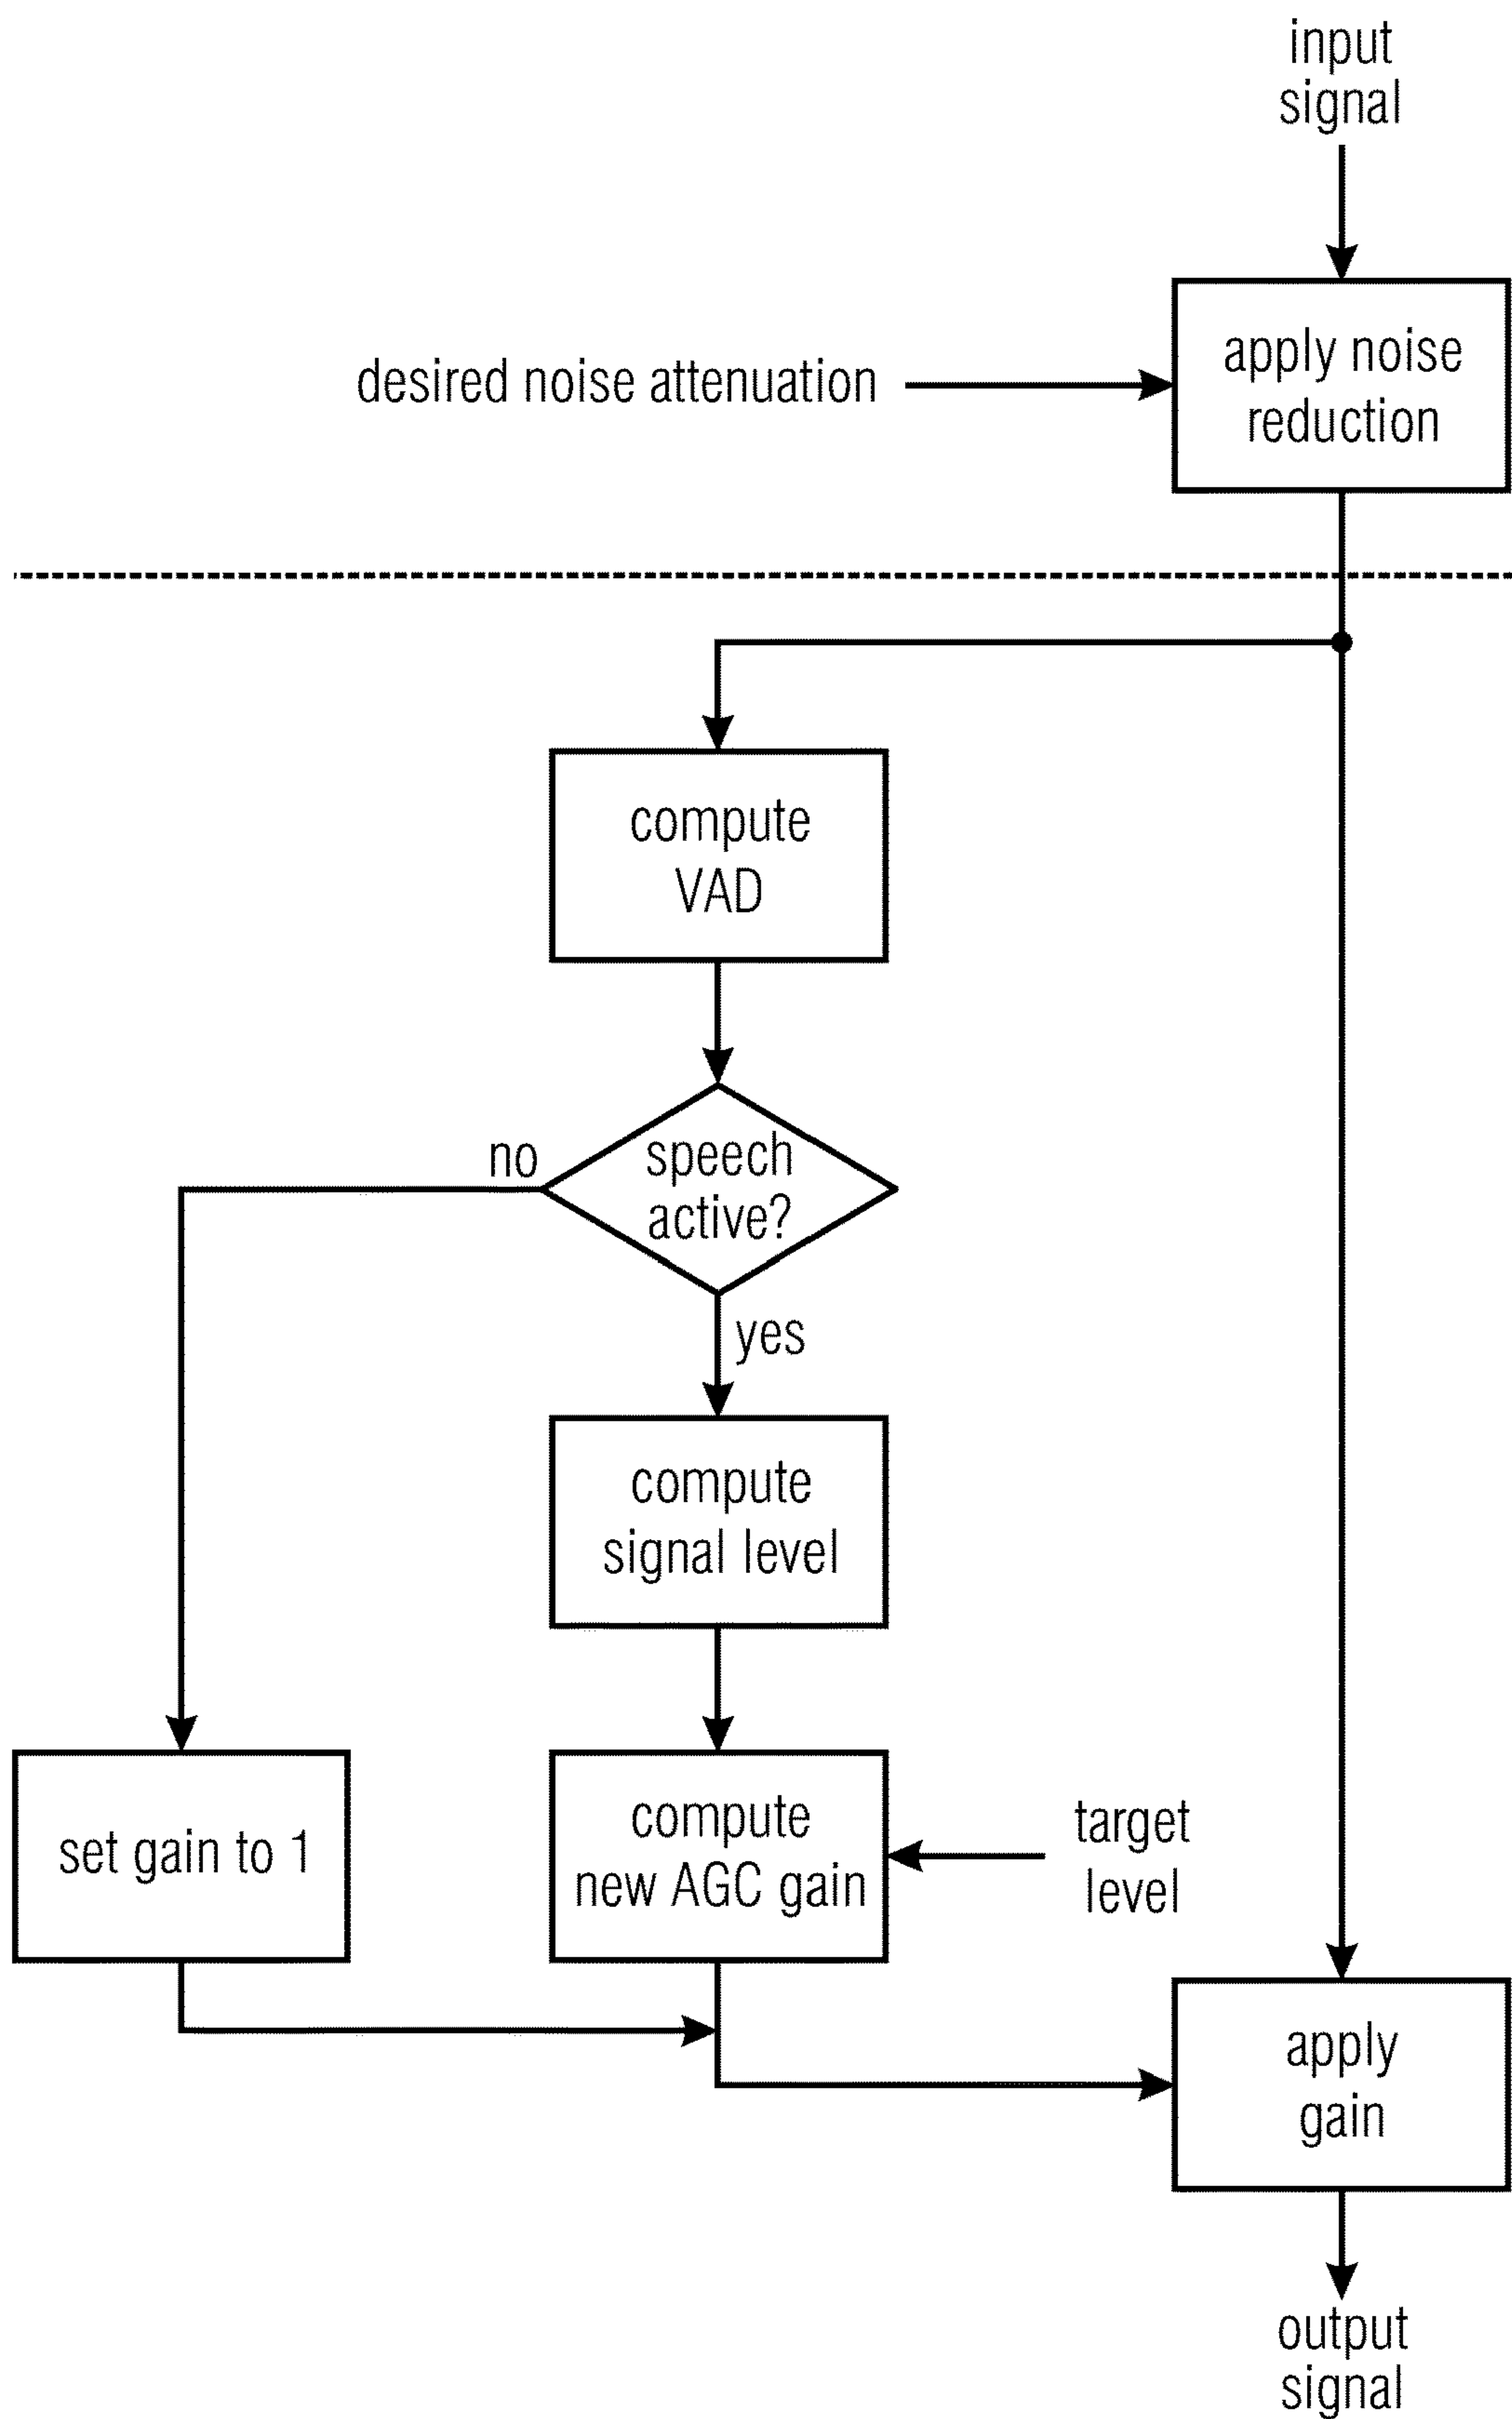 input
signal
apply noise
reduction
desired noise attenuation
compute
VAD
no
speech
active?
yes
compute
signal level
set gain to 1
compute
new AGC gain
target
level
apply
gain
output
signal